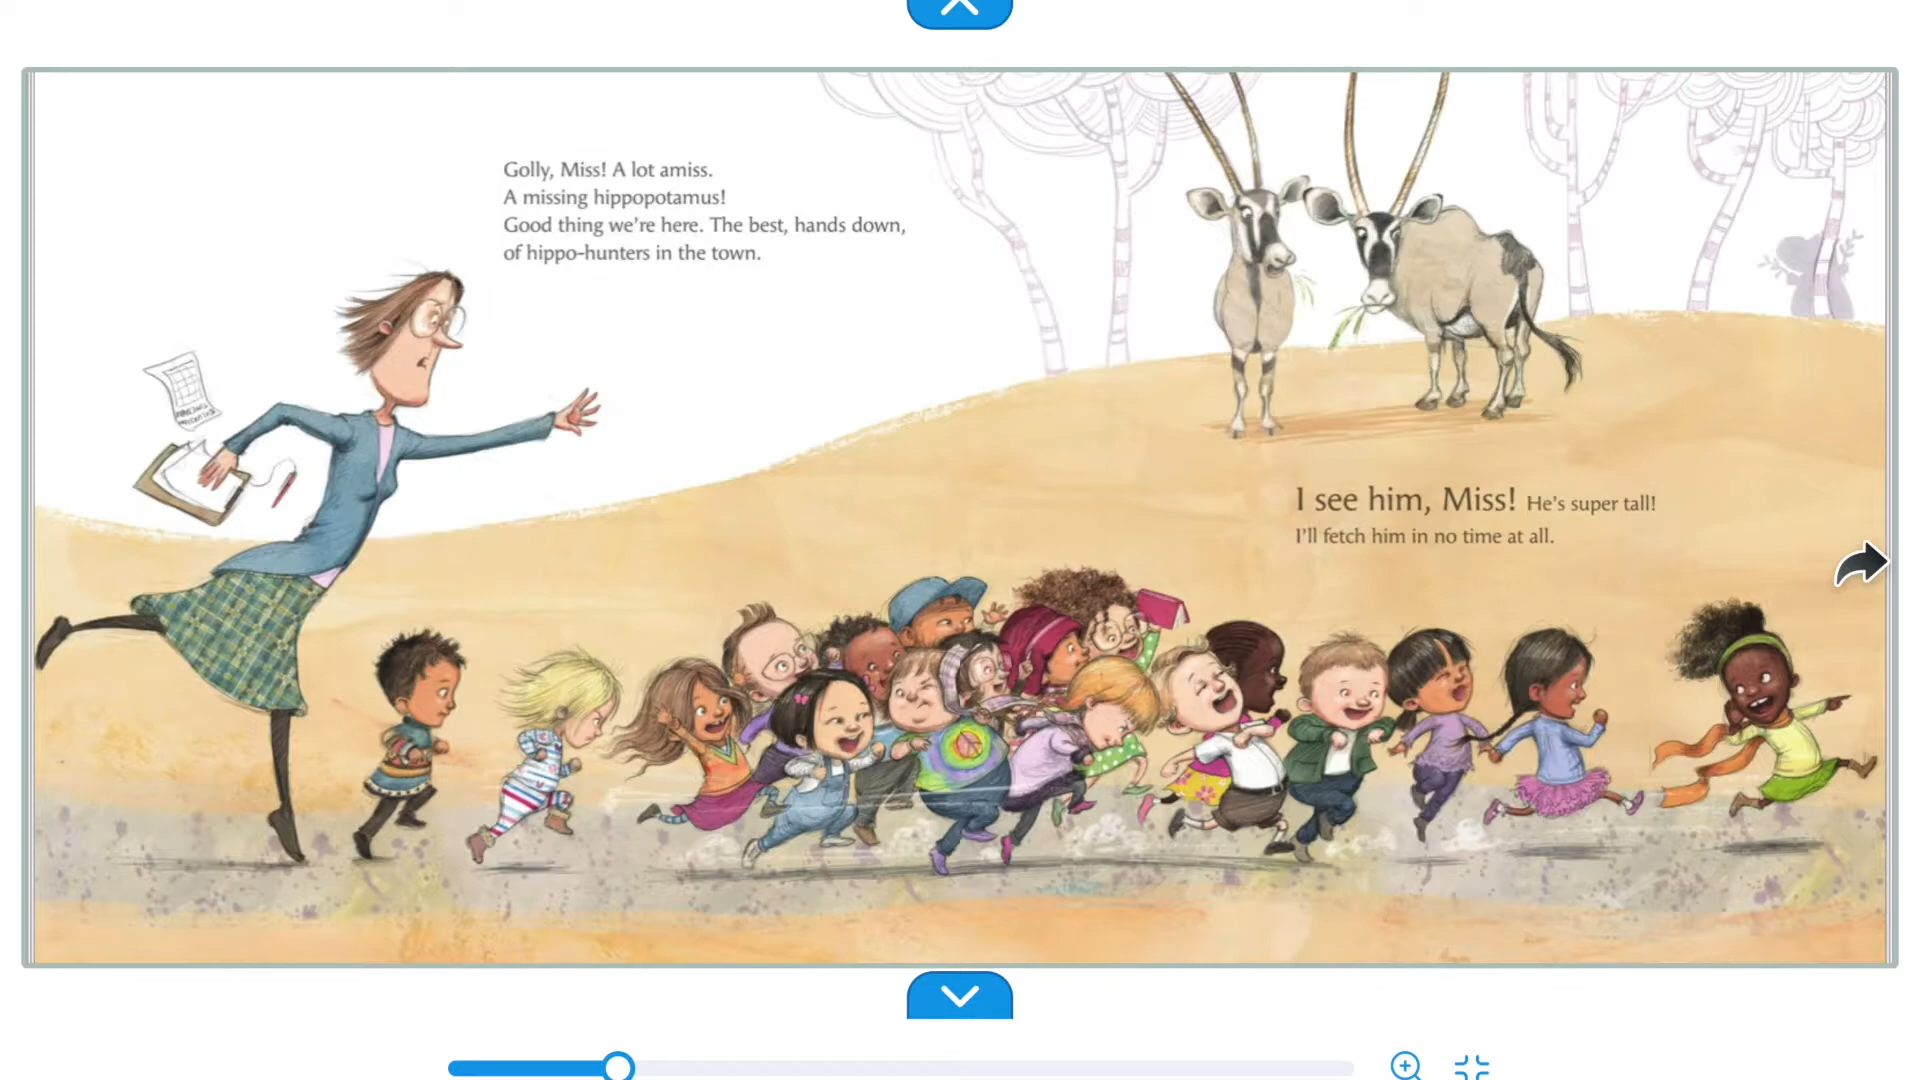 Golly, Miss! A lot amiss.
A missing hippopotamus!
Good thing we're here. The best, hands down,
of hippo-hunters in the town.
I see him, Miss! He's super tall!
I'll fetch him in no time at all.